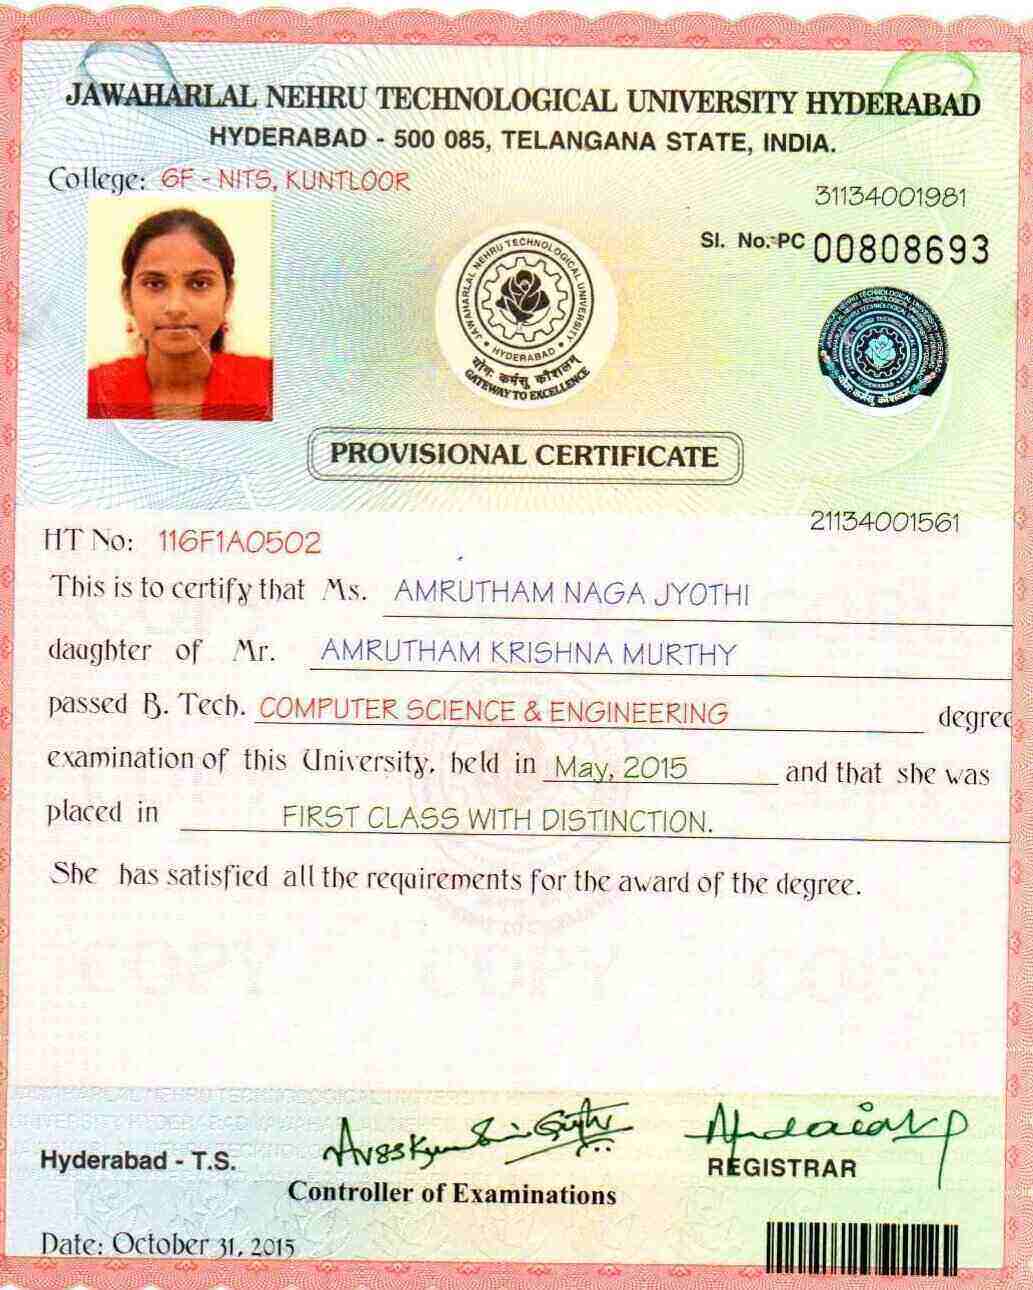 JAWAHARLAL NEHRU TECHNOLOGICAL UNIVERSITY HYDERABAD
HYDERABAD - 500 085, TELANGANA STATE, INDIA.
College: 6F - NITS, KUNTLOOR
31134001981
Sl. No. PC 00808693
JAWAHARLAL NEHRU TECHNOLOGICAL UNIVERSITY
HYDERABAD
योगः कर्मसु कौशलम्
GATEWAY TO EXCELLENCE
PROVISIONAL CERTIFICATE
21134001561
HT No: 116F1A0502
This is to certify that Ms. AMRUTHAM NAGA JYOTHI
daughter of Mr. AMRUTHAM KRISHNA MURTHY
passed B. Tech. COMPUTER SCIENCE & ENGINEERING degree
examination of this University, held in May, 2015 and that she was
placed in FIRST CLASS WITH DISTINCTION.
She has satisfied all the requirements for the award of the degree.
COPY COPY COPY
Hyderabad - T.S.
Controller of Examinations
REGISTRAR
Date: October 31, 2015